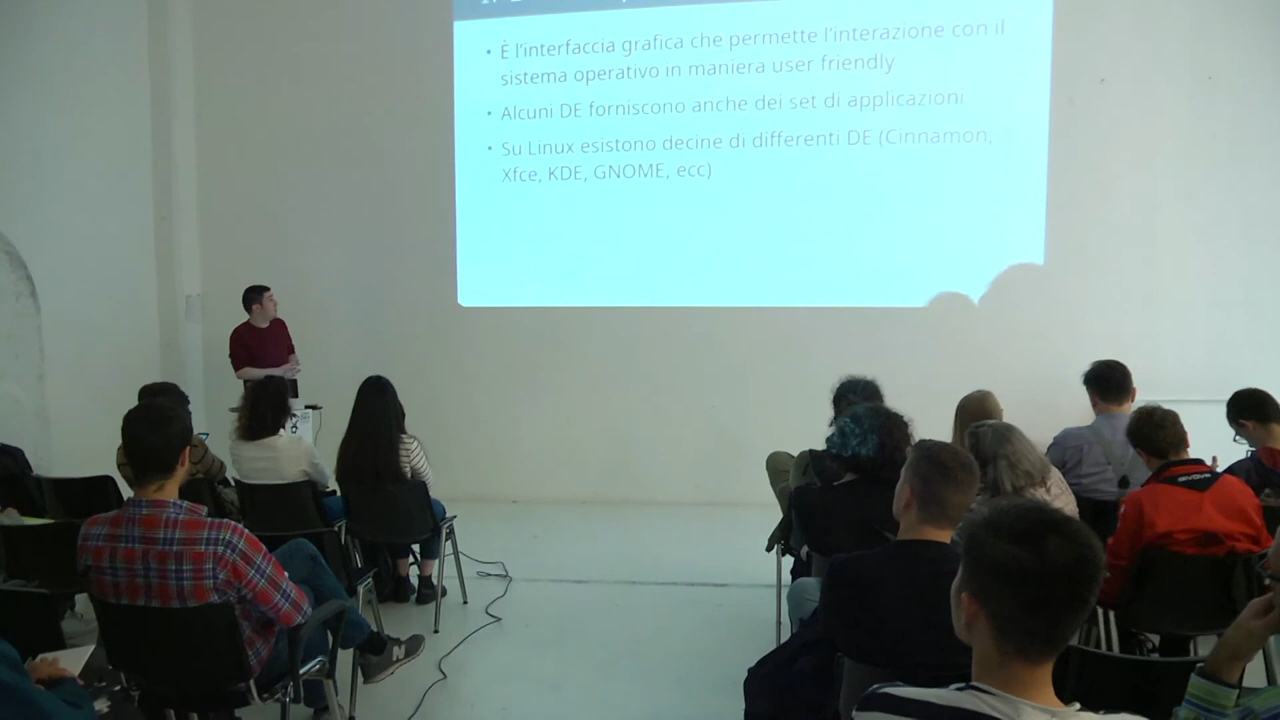 • È l'interfaccia grafica che permette l'interazione con il
sistema operativo in maniera user friendly
• Alcuni DE forniscono anche dei set di applicazioni
• Su Linux esistono decine di differenti DE (Cinnamon,
Xfce, KDE, GNOME, ecc)
GIVOVA